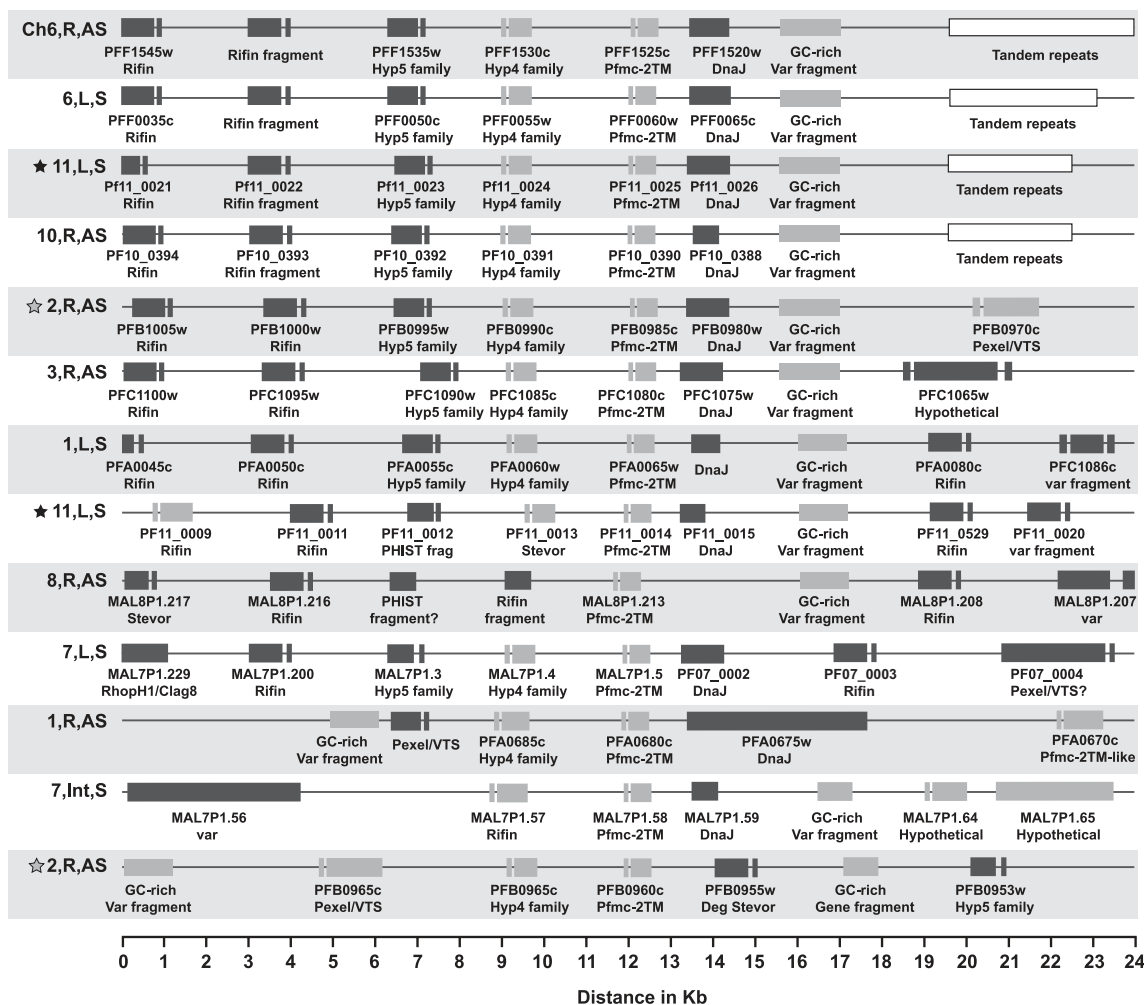 Ch6,R,AS
PFF1545w Rifin fragment PFF1535w PFF1530c PFF1525c PFF1520w GC-rich Tandem repeats
Rifin Hyp5 family Hyp4 family Pfmc-2TM DnaJ Var fragment
6,L,S
PFF0035c Rifin fragment PFF0050c PFF0055w PFF0060w PFF0065c GC-rich Tandem repeats
Rifin Hyp5 family Hyp4 family Pfmc-2TM DnaJ Var fragment
★ 11,L,S
Pf11_0021 Pf11_0022 Pf11_0023 Pf11_0024 PF11_0025 Pf11_0026 GC-rich Tandem repeats
Rifin Rifin fragment Hyp5 family Hyp4 family Pfmc-2TM DnaJ Var fragment
10,R,AS
PF10_0394 PF10_0393 PF10_0392 PF10_0391 PF10_0390 PF10_0388 GC-rich Tandem repeats
Rifin Rifin fragment Hyp5 family Hyp4 family Pfmc-2TM DnaJ Var fragment
☆ 2,R,AS
PFB1005w PFB1000w PFB0995w PFB0990c PFB0985c PFB0980w GC-rich PFB0970c
Rifin Rifin Hyp5 family Hyp4 family Pfmc-2TM DnaJ Var fragment Pexel/VTS
3,R,AS
PFC1100w PFC1095w PFC1090w PFC1085c PFC1080c PFC1075w GC-rich PFC1065w
Rifin Rifin Hyp5 family Hyp4 family Pfmc-2TM DnaJ Var fragment Hypothetical
1,L,S
PFA0045c PFA0050c PFA0055c PFA0060w PFA0065w DnaJ GC-rich PFA0080c PFC1086c
Rifin Rifin Hyp5 family Hyp4 family Pfmc-2TM Var fragment Rifin var fragment
★ 11,L,S
PF11_0009 PF11_0011 PF11_0012 PF11_0013 PF11_0014 PF11_0015 GC-rich PF11_0529 PF11_0020
Rifin Rifin PHIST frag Stevor Pfmc-2TM DnaJ Var fragment Rifin var fragment
8,R,AS
MAL8P1.217 MAL8P1.216 PHIST Rifin MAL8P1.213 GC-rich MAL8P1.208 MAL8P1.207
Stevor Rifin fragment? fragment Pfmc-2TM Var fragment Rifin var
7,L,S
MAL7P1.229 MAL7P1.200 MAL7P1.3 MAL7P1.4 MAL7P1.5 PF07_0002 PF07_0003 PF07_0004
RhopH1/Clag8 Rifin Hyp5 family Hyp4 family Pfmc-2TM DnaJ Rifin Pexel/VTS?
1,R,AS
GC-rich Pexel/VTS PFA0685c PFA0680c PFA0675w PFA0670c
Var fragment Hyp4 family Pfmc-2TM DnaJ Pfmc-2TM-like
7,Int,S
MAL7P1.56 MAL7P1.57 MAL7P1.58 MAL7P1.59 GC-rich MAL7P1.64 MAL7P1.65
var Rifin Pfmc-2TM DnaJ Var fragment Hypothetical Hypothetical
☆ 2,R,AS
GC-rich PFB0965c PFB0965c PFB0960c PFB0955w GC-rich PFB0953w
Var fragment Pexel/VTS Hyp4 family Pfmc-2TM Deg Stevor Gene fragment Hyp5 family
0 1 2 3 4 5 6 7 8 9 10 11 12 13 14 15 16 17 18 19 20 21 22 23 24
Distance in Kb